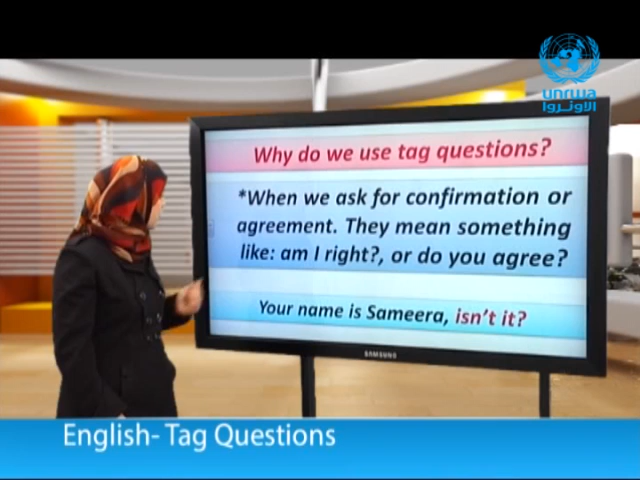 unrwa
الأونروا
Why do we use tag questions?
*When we ask for confirmation or
agreement. They mean something
like: am I right?, or do you agree?
Your name is Sameera, isn't it?
SAMSUNG
English- Tag Questions